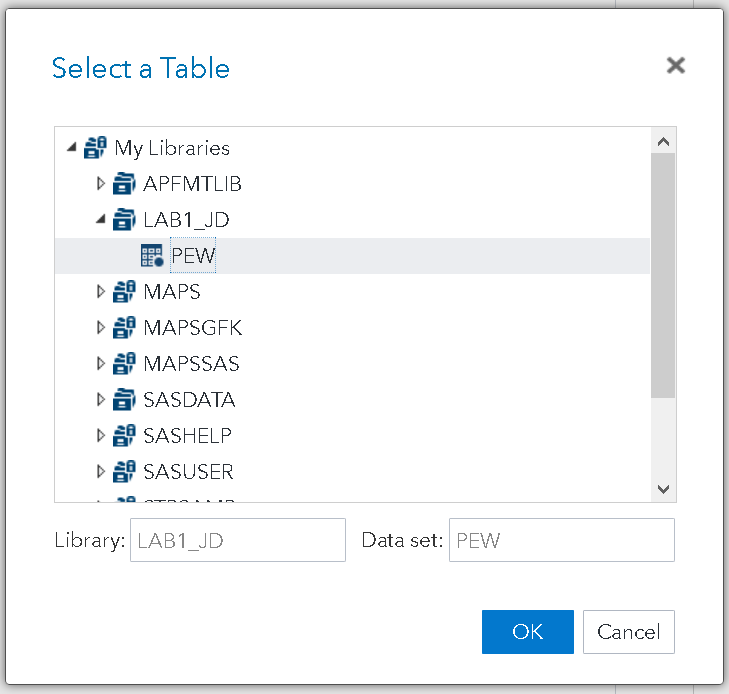 Select a Table
My Libraries
APFMTLIB
LAB1_JD
PEW
MAPS
MAPSGFK
MAPSSAS
SASDATA
SASHELP
SASUSER
Library: LAB1_JD Data set: PEW
OK Cancel